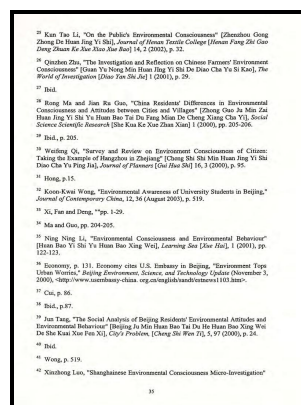 25 Kun Tao Li, "On the Public's Environmental Consciousness" [Zhenzhou Gong
Zhong De Huan Jing Yi Shi], Journal of Henan Textile College [Henan Fang Zhi Gao
Deng Zhuan Ke Xue Xiao Xue Bao] 14, 2 (2002), p. 32.
26 Qinzhen Zhu, "The Investigation and Reflection on Chinese Farmers' Environment
Consciousness" [Guan Yu Nong Min Huan Jing Yi Shi De Diao Cha Yu Si Kao], The
World of Investigation [Diao Yan Shi Jie] 1 (2001), p. 29.
27 Ibid.
28 Rong Ma and Jian Ru Guo, "China Residents' Differences in Environmental
Consciousness and Attitudes between Cities and Villages" [Zhong Guo Ju Min Zai
Huan Jing Yi Shi Yu Huan Bao Tai Du Fang Mian De Cheng Xiang Cha Yi], Social
Science Scientific Research [She Kua Ke Xue Zhan Xian] 1 (2000), pp. 205-206.
29 Ibid., p. 205.
30 Weifeng Qi, "Survey and Review on Environment Consciousness of Citizen:
Taking the Example of Hangzhou in Zhejiang" [Cheng Shi Shi Min Huan Jing Yi Shi
Diao Cha Yu Ping Jia], Journal of Planners [Gui Hua Shi] 16, 3 (2000), p. 95.
31 Hong, p.15.
32 Koon-Kwai Wong, "Environmental Awareness of University Students in Beijing,"
Journal of Contemporary China, 12, 36 (August 2003), p. 519.
33 Xi, Fan and Deng, ""pp. 1-29.
34 Ma and Guo, pp. 204-205.
35 Ning Ning Li, "Environmental Consciousness and Environmental Behaviour"
[Huan Bao Yi Shi Yu Huan Bao Xing Wei], Learning Sea [Xue Hai], 1 (2001), pp.
122-123.
36 Economy, p. 131. Economy cites U.S. Embassy in Beijing, "Environment Tops
Urban Worries," Beijing Environment, Science, and Technology Update (November 3,
2000), <http://www.usembassy-china. org.cn/english/sandt/estnews1103.htm>.
37 Cui, p. 86.
38 Ibid., p.87.
39 Jun Tang, "The Social Analysis of Beijing Residents' Environmental Attitudes and
Environmental Behaviour" [Beijing Ju Min Huan Bao Tai Du He Huan Bao Xing Wei
De She Kuai Xue Fen Xi], City's Problem, [Cheng Shi Wen Ti], 5, 97 (2000), p. 24.
40 Ibid.
41 Wong, p. 519.
42 Xinzhong Luo, "Shanghainese Environmental Consciousness Micro-Investigation"
35